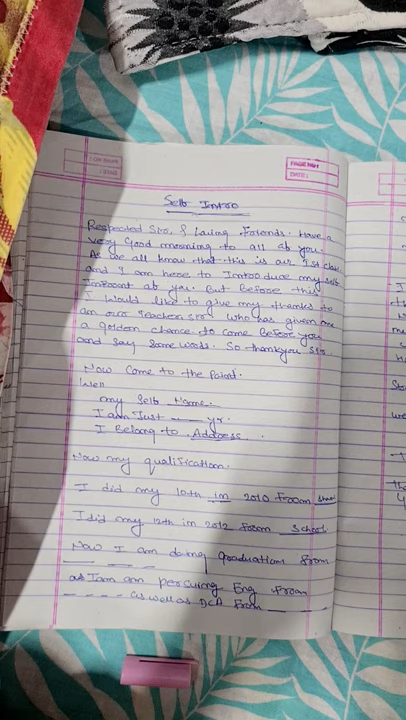 Self Intro
Respected Sir, & Loving friends. Have a
very Good morning to all of you.
As we all know that this is our 1st class
and I am here to Introduce my self
Infront of you. But Before this
I Would like to give my thanks to
an our Teacher sir who has given me
a golden chance to come Before you
and say some words. So thankyou Sir.
Now Come to the Point.
Well
my Self Name.
I am Just ___ yr.
I Belong to Address.
Now my qualification.
I did my 10th in 2010 From
I did my 12th in 2012 From School
Now I am doing graduation From
_ _ _ _
as I am persuing Eng From
_ _ _ _ as well as DCA From _ _ _